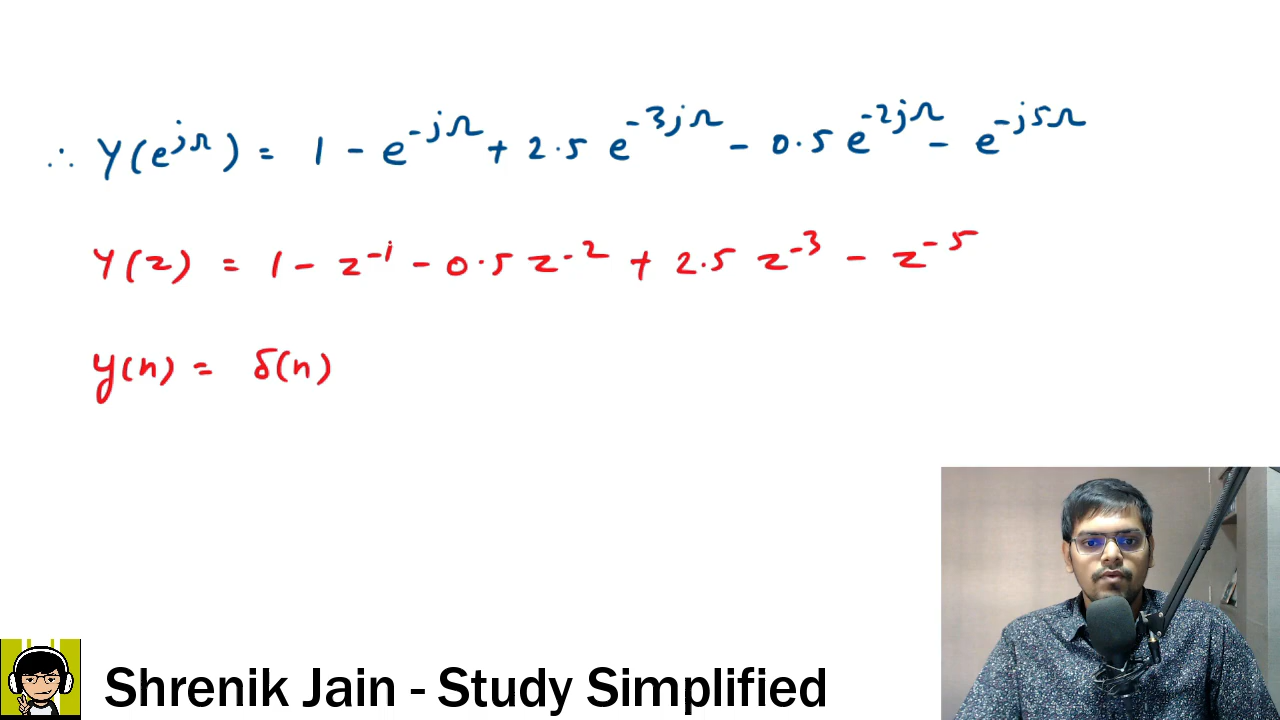 ∴ Y(e^{jΩ}) = 1 - e^{-jΩ} + 2.5 e^{-3jΩ} - 0.5 e^{-2jΩ} - e^{-j5Ω}
Y(z) = 1 - z^{-1} - 0.5 z^{-2} + 2.5 z^{-3} - z^{-5}
y(n) = δ(n)
Shrenik Jain - Study Simplified